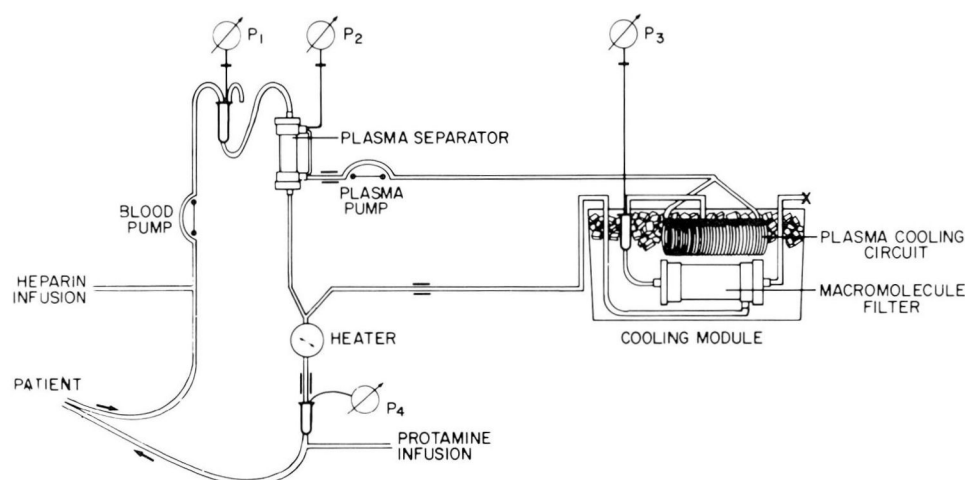 P1
P2
P3
PLASMA SEPARATOR
PLASMA
PUMP
BLOOD
PUMP
PLASMA COOLING
CIRCUIT
HEPARIN
INFUSION
MACROMOLECULE
FILTER
HEATER
COOLING MODULE
PATIENT
P4
PROTAMINE
INFUSION
X